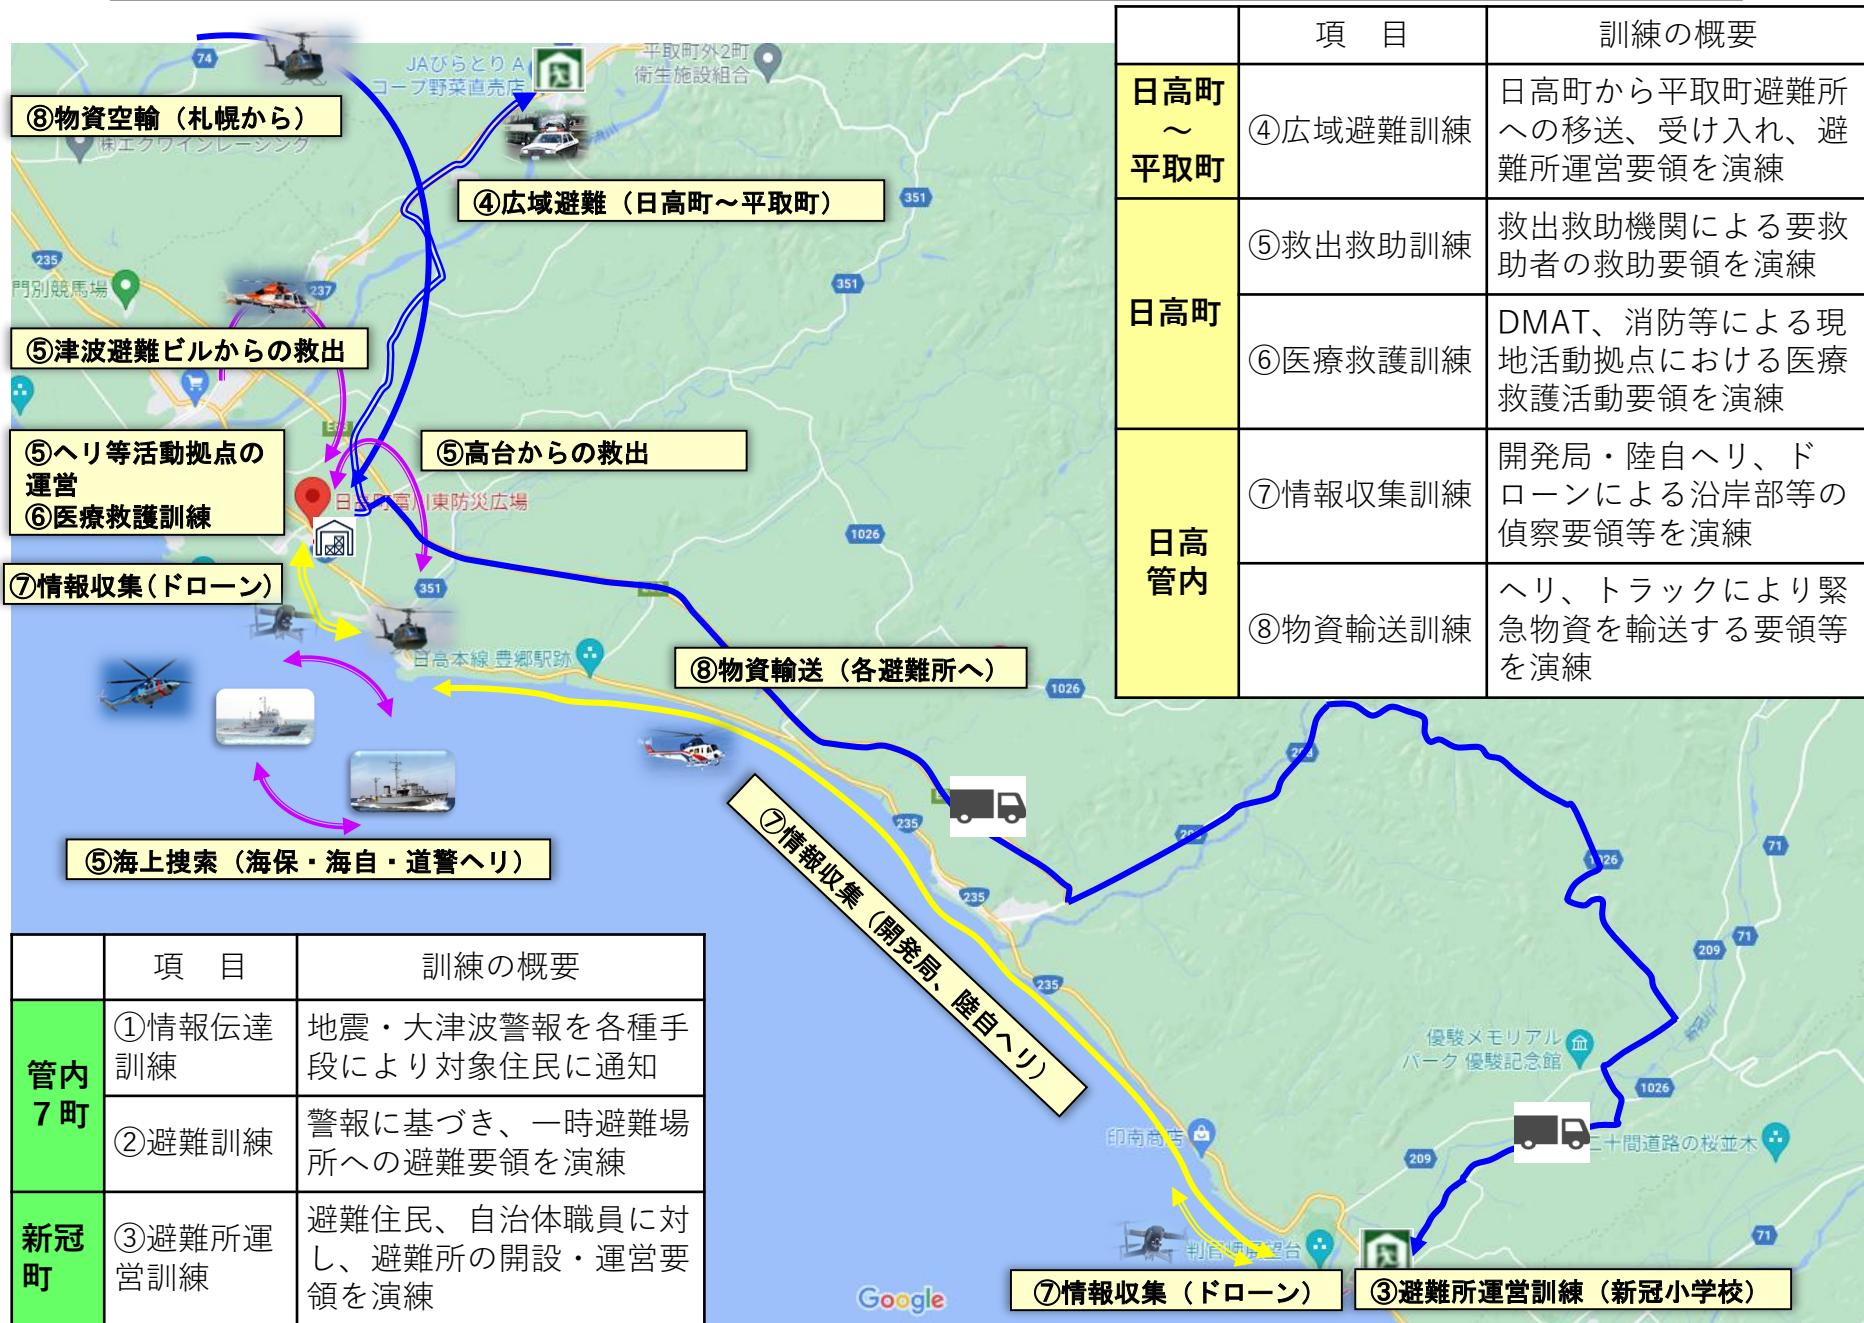 項　目
訓練の概要
日高町
～
平取町
④広域避難訓練
日高町から平取町避難所
への移送、受け入れ、避
難所運営要領を演練
日高町
⑤救出救助訓練
救出救助機関による要救
助者の救助要領を演練
⑥医療救護訓練
DMAT、消防等による現
地活動拠点における医療
救護活動要領を演練
日高
管内
⑦情報収集訓練
開発局・陸自ヘリ、ド
ローンによる沿岸部等の
偵察要領等を演練
⑧物資輸送訓練
ヘリ、トラックにより緊
急物資を輸送する要領等
を演練
74
JAびらとり A
コープ野菜直売店
平取町外2町
衛生施設組合
⑧物資空輸（札幌から）
㈱エクワインレーシング
④広域避難（日高町～平取町）
351
235
門別競馬場
237
351
⑤津波避難ビルからの救出
⑤ヘリ等活動拠点の
運営
⑥医療救護訓練
⑤高台からの救出
日高町富川東防災広場
1026
⑦情報収集（ドローン）
351
日高本線 豊郷駅跡
⑧物資輸送（各避難所へ）
1026
⑤海上捜索（海保・海自・道警ヘリ）
⑦情報収集（開発局、陸自ヘリ）
235
235
235
1026
71
209
71
優駿メモリアル
パーク 優駿記念館
新冠川
1026
印南商店
209
二十間道路の桜並木
71
判官岬展望台
⑦情報収集（ドローン）
③避難所運営訓練（新冠小学校）
Google
項　目
訓練の概要
管内
７町
①情報伝達
訓練
地震・大津波警報を各種手
段により対象住民に通知
②避難訓練
警報に基づき、一時避難場
所への避難要領を演練
新冠
町
③避難所運
営訓練
避難住民、自治体職員に対
し、避難所の開設・運営要
領を演練